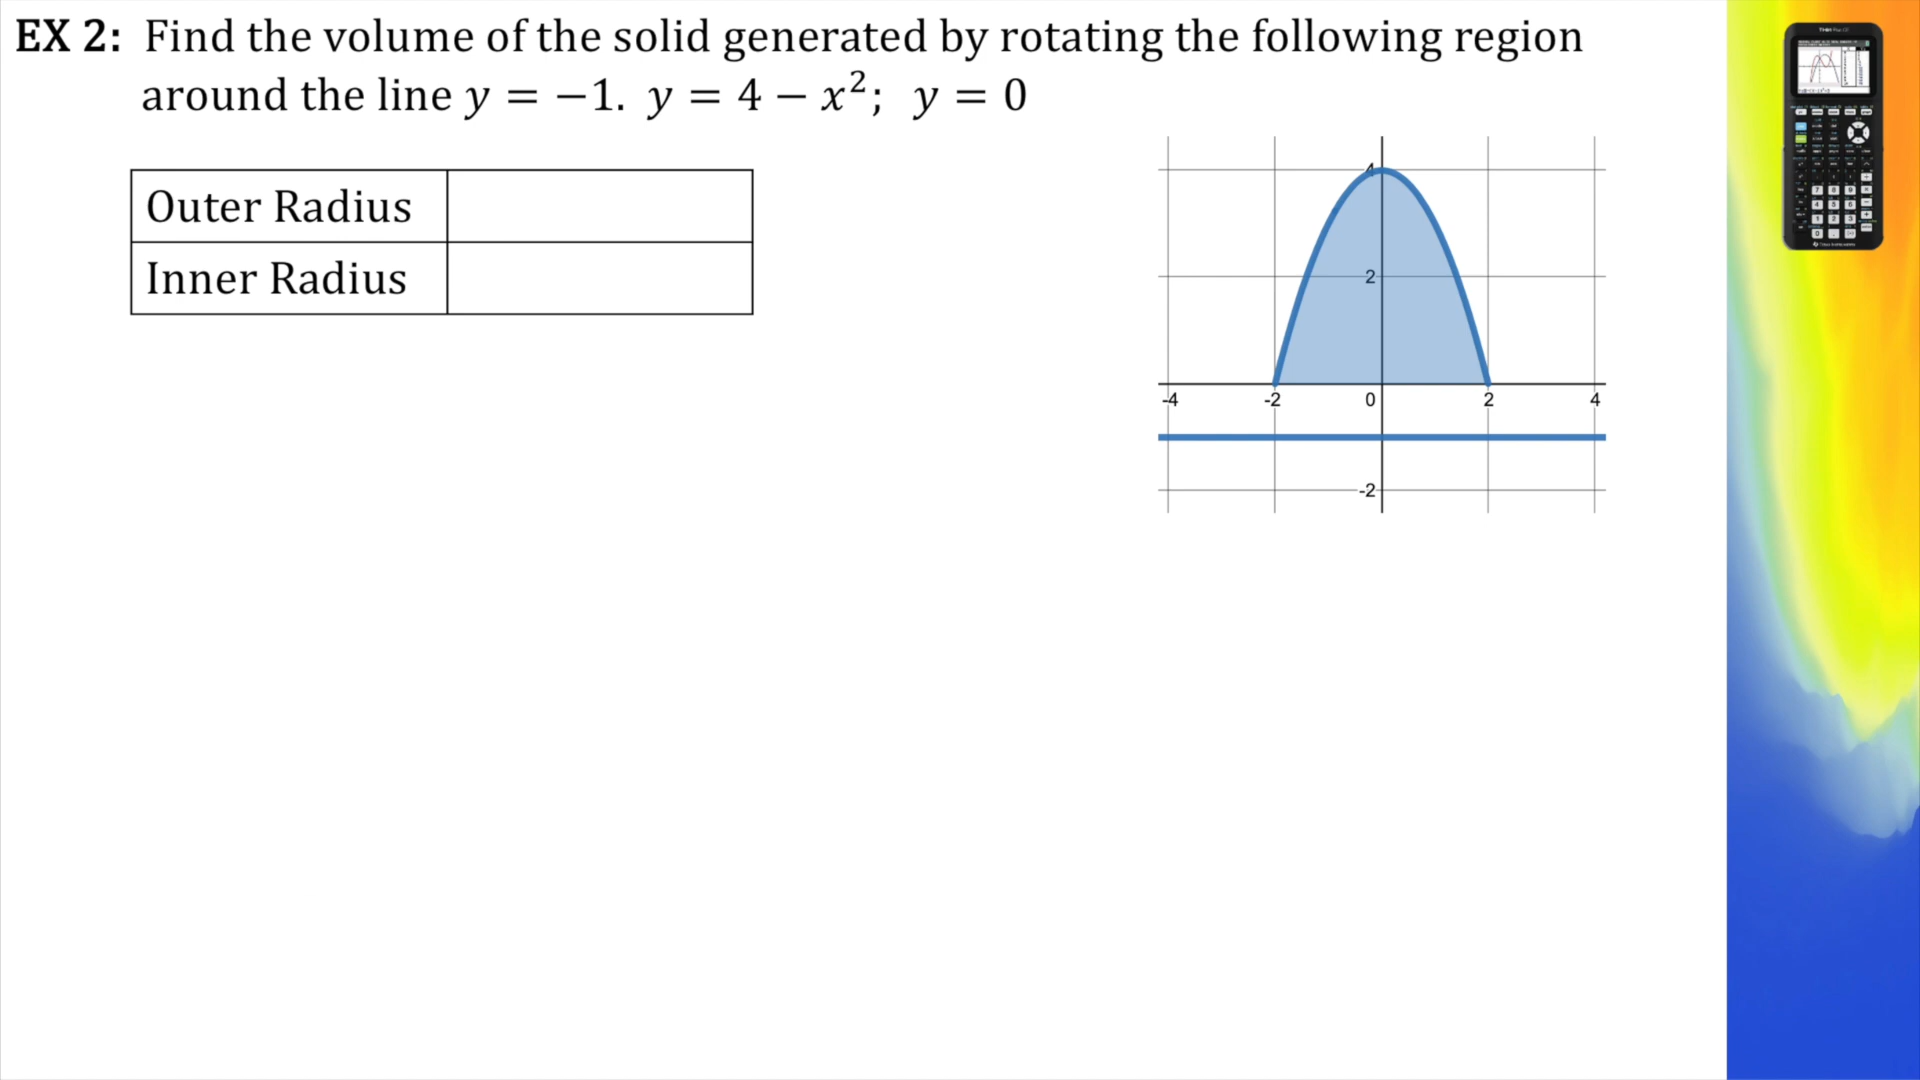 EX 2: Find the volume of the solid generated by rotating the following region
around the line y = −1. y = 4 − x²; y = 0
Outer Radius
Inner Radius
4
2
-4 -2 0 2 4
-2